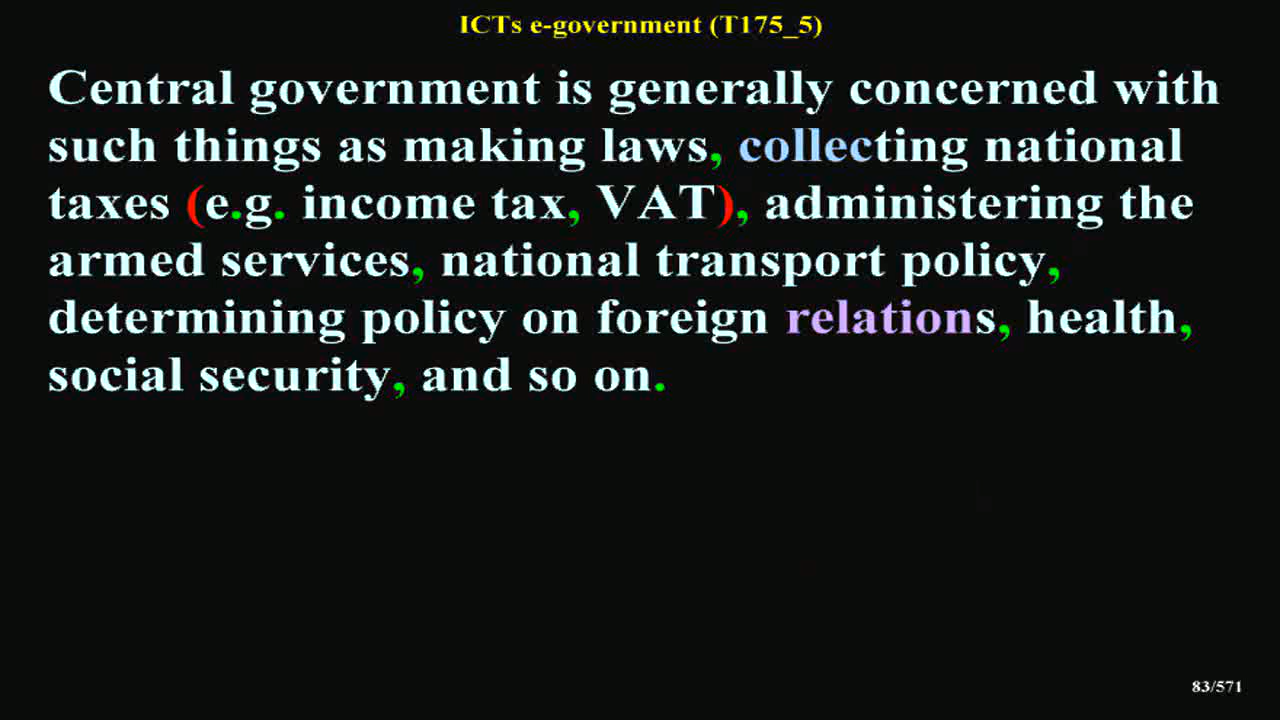 ICTs e-government (T175_5)
Central government is generally concerned with
such things as making laws, collecting national
taxes (e.g. income tax, VAT), administering the
armed services, national transport policy,
determining policy on foreign relations, health,
social security, and so on.
83/571